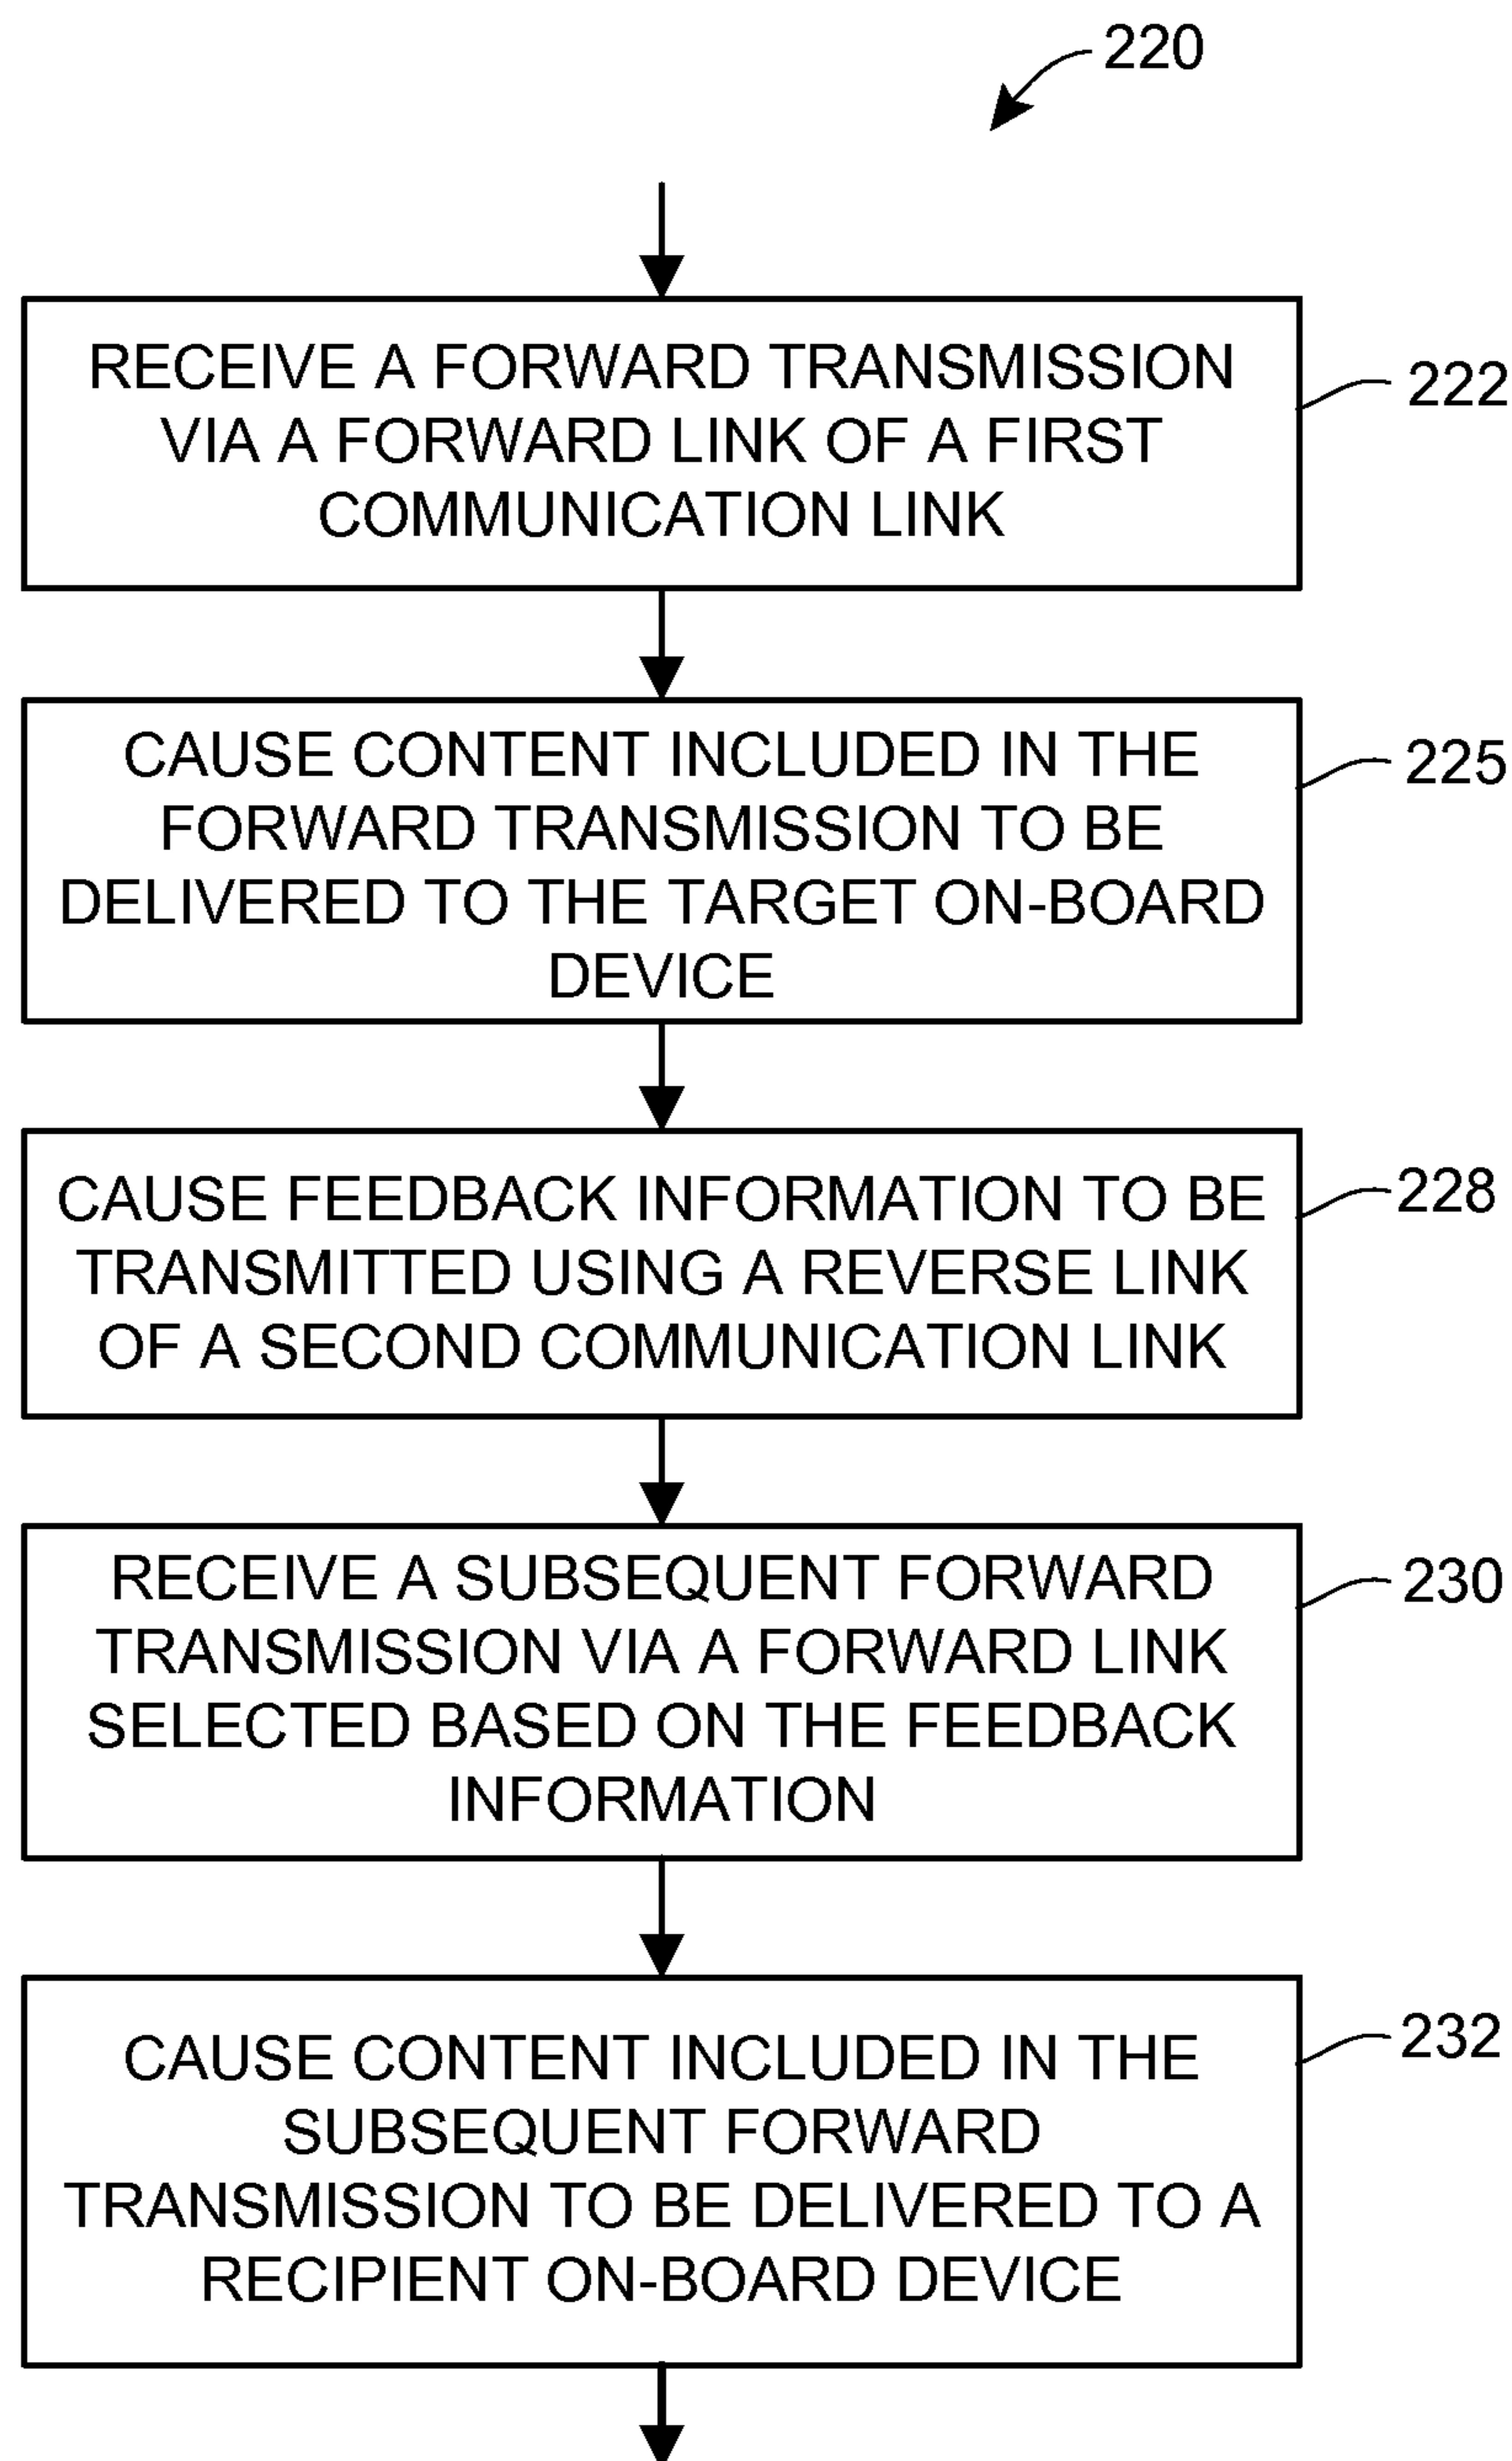 220
RECEIVE A FORWARD TRANSMISSION
VIA A FORWARD LINK OF A FIRST
COMMUNICATION LINK
222
CAUSE CONTENT INCLUDED IN THE
FORWARD TRANSMISSION TO BE
DELIVERED TO THE TARGET ON-BOARD
DEVICE
225
CAUSE FEEDBACK INFORMATION TO BE
TRANSMITTED USING A REVERSE LINK
OF A SECOND COMMUNICATION LINK
228
RECEIVE A SUBSEQUENT FORWARD
TRANSMISSION VIA A FORWARD LINK
SELECTED BASED ON THE FEEDBACK
INFORMATION
230
CAUSE CONTENT INCLUDED IN THE
SUBSEQUENT FORWARD
TRANSMISSION TO BE DELIVERED TO A
RECIPIENT ON-BOARD DEVICE
232